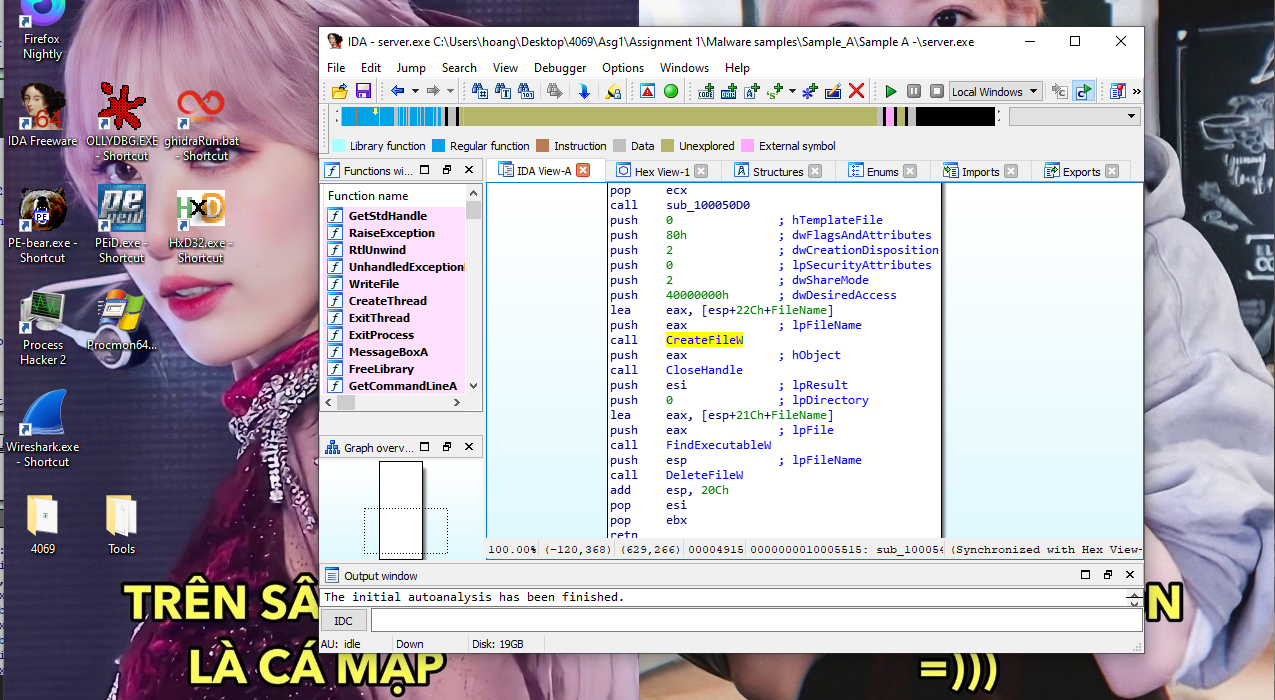 Firefox
Nightly
IDA Freeware
OLLYDBG.EXE
- Shortcut
ghidraRun.bat
- Shortcut
PE-bear.exe -
Shortcut
PEiD.exe -
Shortcut
HxD32.exe -
Shortcut
Process
Hacker 2
Procmon64...
Wireshark.exe
- Shortcut
4069
Tools
TRÊN SÂ
LÀ CÁ MẬP
N
=)))
IDA - server.exe C:\Users\hoang\Desktop\4069\Asg1\Assignment 1\Malware samples\Sample_A\Sample A -\server.exe
File Edit Jump Search View Debugger Options Windows Help
Local Windows
Library function Regular function Instruction Data Unexplored External symbol
Functions wi...
IDA View-A Hex View-1 Structures Enums Imports Exports
Function name
GetStdHandle
RaiseException
RtlUnwind
UnhandledException
WriteFile
CreateThread
ExitThread
ExitProcess
MessageBoxA
FreeLibrary
GetCommandLineA
Graph overv...
pop ecx
call sub_100050D0
push 0 ; hTemplateFile
push 80h ; dwFlagsAndAttributes
push 2 ; dwCreationDisposition
push 0 ; lpSecurityAttributes
push 2 ; dwShareMode
push 40000000h ; dwDesiredAccess
lea eax, [esp+22Ch+FileName]
push eax ; lpFileName
call CreateFileW
push eax ; hObject
call CloseHandle
push esi ; lpResult
push 0 ; lpDirectory
lea eax, [esp+21Ch+FileName]
push eax ; lpFile
call FindExecutableW
push esp ; lpFileName
call DeleteFileW
add esp, 20Ch
pop esi
pop ebx
retn
100.00% (-120,368) (629,266) 00004915 0000000010005515: sub_100054 (Synchronized with Hex View-
Output window
The initial autoanalysis has been finished.
IDC
AU: idle Down Disk: 19GB